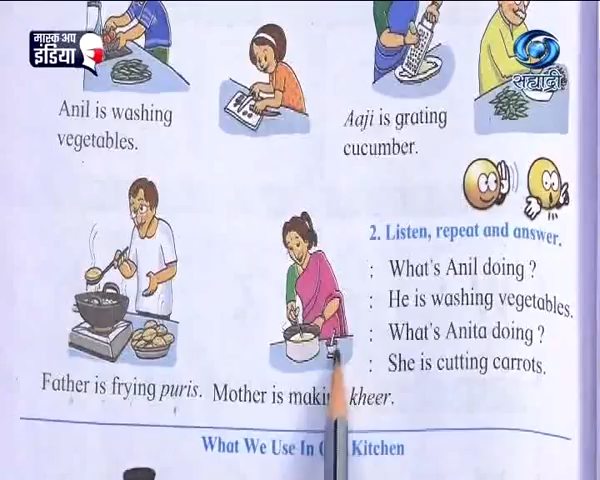 मास्क अप
इंडिया
सह्याद्री
Anil is washing
vegetables.
Aaji is grating
cucumber.
2. Listen, repeat and answer.
: What's Anil doing ?
: He is washing vegetables.
: What's Anita doing ?
: She is cutting carrots.
Father is frying puris. Mother is making kheer.
What We Use In Kitchen